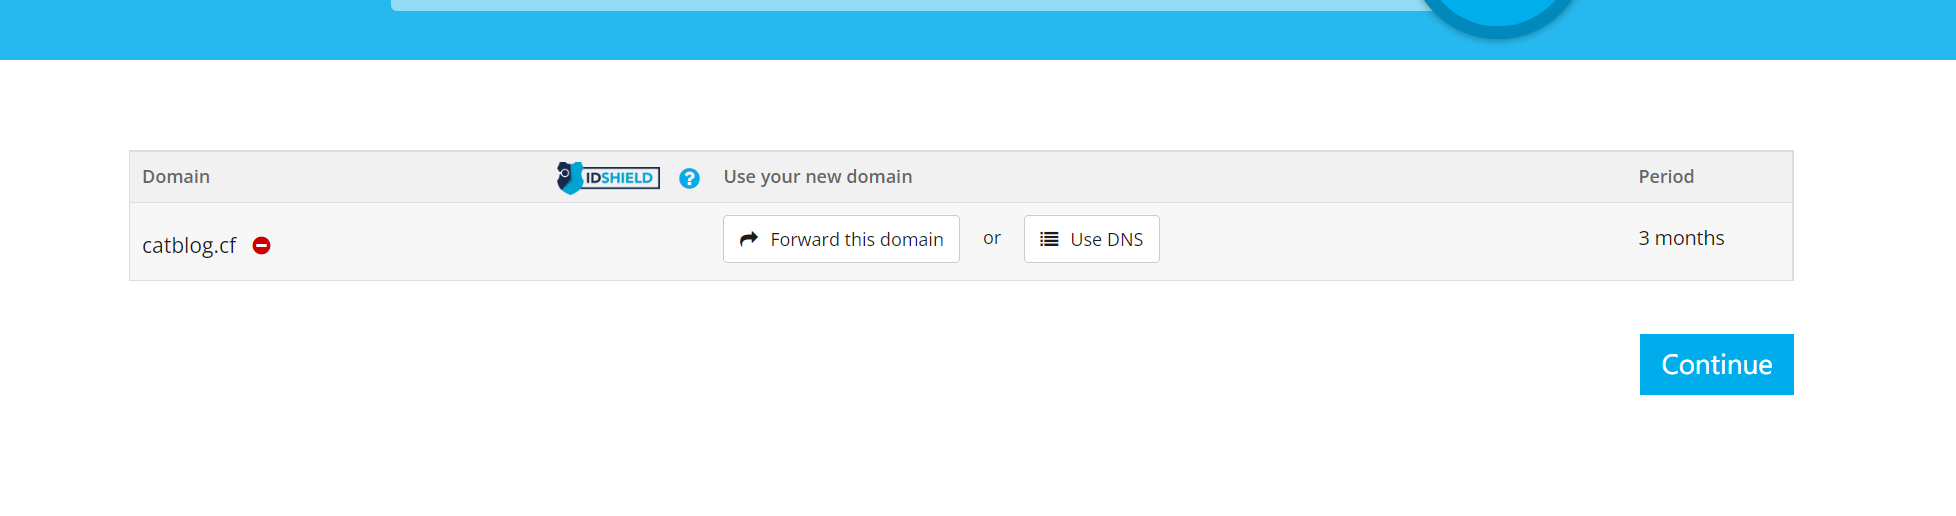 Domain IDSHIELD ? Use your new domain Period
catblog.cf Forward this domain or Use DNS 3 months
Continue